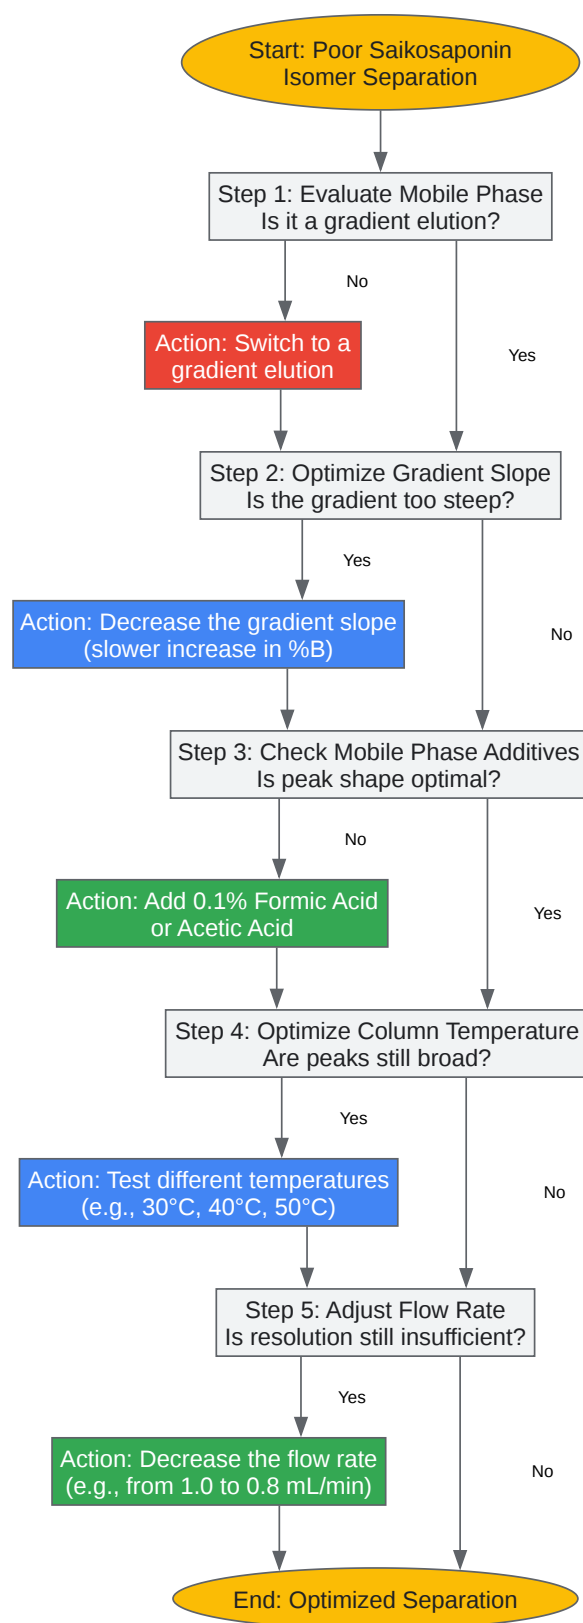 Start: Poor Saikosaponin
Isomer Separation
Step 1: Evaluate Mobile Phase
Is it a gradient elution?
No
Action: Switch to a
gradient elution
Yes
Step 2: Optimize Gradient Slope
Is the gradient too steep?
Yes
Action: Decrease the gradient slope
(slower increase in %B)
No
Step 3: Check Mobile Phase Additives
Is peak shape optimal?
No
Action: Add 0.1% Formic Acid
or Acetic Acid
Yes
Step 4: Optimize Column Temperature
Are peaks still broad?
Yes
Action: Test different temperatures
(e.g., 30°C, 40°C, 50°C)
No
Step 5: Adjust Flow Rate
Is resolution still insufficient?
Yes
Action: Decrease the flow rate
(e.g., from 1.0 to 0.8 mL/min)
No
End: Optimized Separation